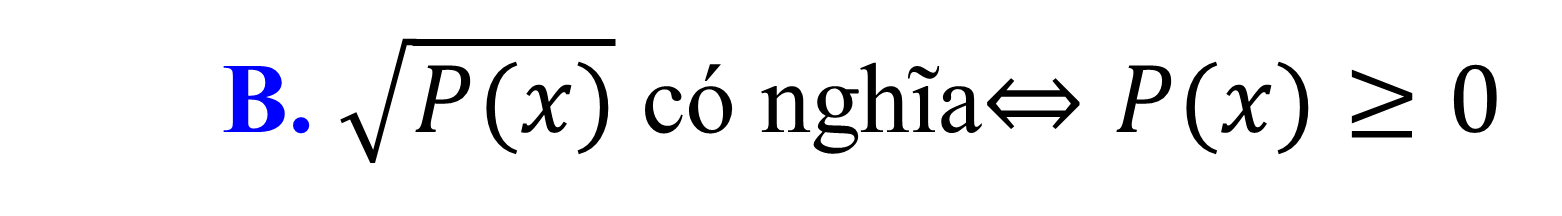 B. √P(x) có nghĩa⇔ P(x) ≥ 0